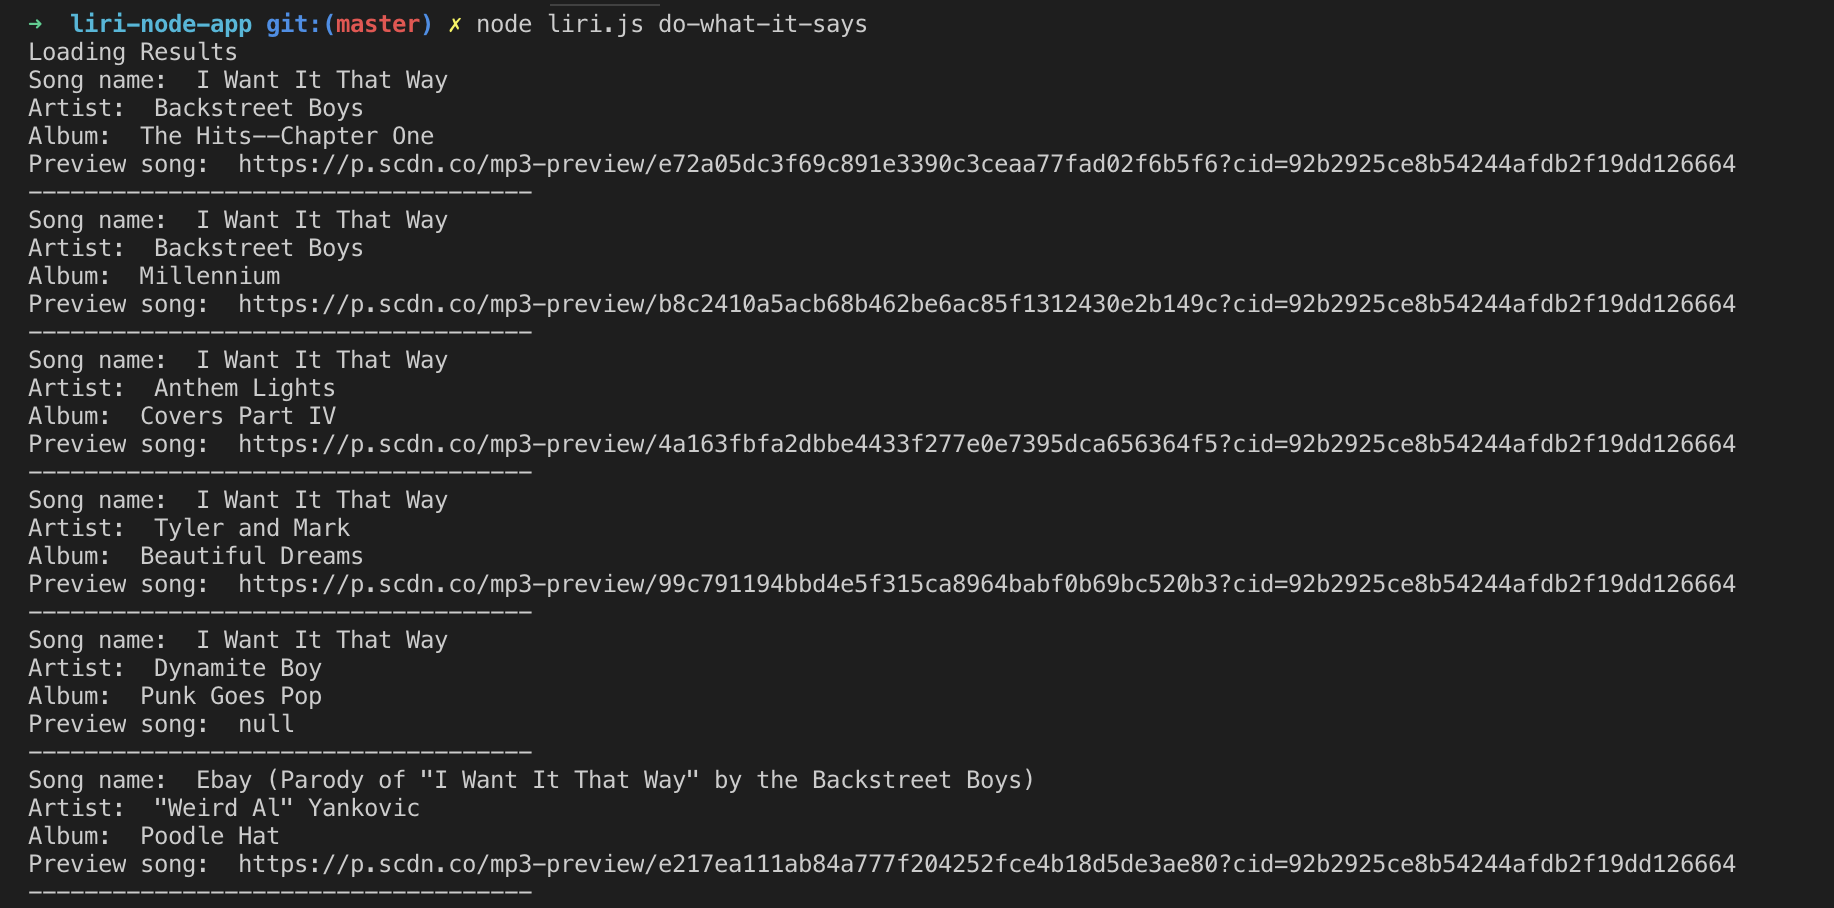 ➜  liri-node-app git:(master) ✗ node liri.js do-what-it-says
Loading Results
Song name:  I Want It That Way
Artist:  Backstreet Boys
Album:  The Hits--Chapter One
Preview song:  https://p.scdn.co/mp3-preview/e72a05dc3f69c891e3390c3ceaa77fad02f6b5f6?cid=92b2925ce8b54244afdb2f19dd126664
------------------------------------
Song name:  I Want It That Way
Artist:  Backstreet Boys
Album:  Millennium
Preview song:  https://p.scdn.co/mp3-preview/b8c2410a5acb68b462be6ac85f1312430e2b149c?cid=92b2925ce8b54244afdb2f19dd126664
------------------------------------
Song name:  I Want It That Way
Artist:  Anthem Lights
Album:  Covers Part IV
Preview song:  https://p.scdn.co/mp3-preview/4a163fbfa2dbbe4433f277e0e7395dca656364f5?cid=92b2925ce8b54244afdb2f19dd126664
------------------------------------
Song name:  I Want It That Way
Artist:  Tyler and Mark
Album:  Beautiful Dreams
Preview song:  https://p.scdn.co/mp3-preview/99c791194bbd4e5f315ca8964babf0b69bc520b3?cid=92b2925ce8b54244afdb2f19dd126664
------------------------------------
Song name:  I Want It That Way
Artist:  Dynamite Boy
Album:  Punk Goes Pop
Preview song:  null
------------------------------------
Song name:  Ebay (Parody of "I Want It That Way" by the Backstreet Boys)
Artist:  "Weird Al" Yankovic
Album:  Poodle Hat
Preview song:  https://p.scdn.co/mp3-preview/e217ea111ab84a777f204252fce4b18d5de3ae80?cid=92b2925ce8b54244afdb2f19dd126664
------------------------------------